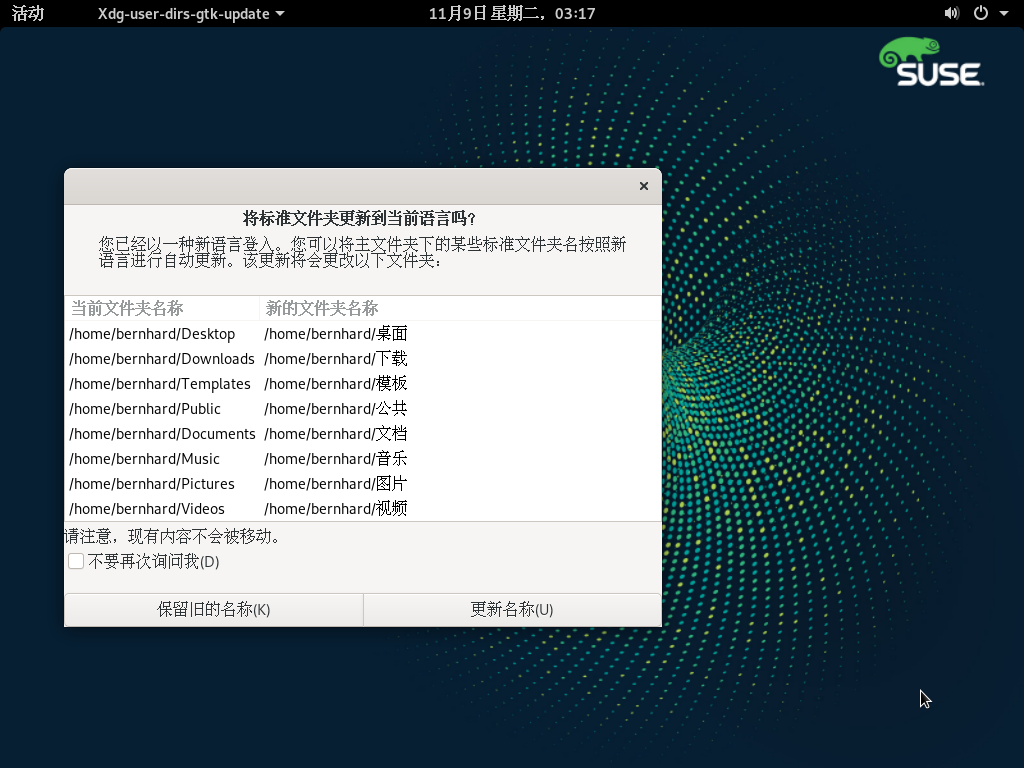 活动 Xdg-user-dirs-gtk-update 11月9日 星期二，03:17
SUSE
将标准文件夹更新到当前语言吗？
您已经以一种新语言登入。您可以将主文件夹下的某些标准文件夹名按照新
语言进行自动更新。该更新将会更改以下文件夹：
当前文件夹名称 新的文件夹名称
/home/bernhard/Desktop /home/bernhard/桌面
/home/bernhard/Downloads /home/bernhard/下载
/home/bernhard/Templates /home/bernhard/模板
/home/bernhard/Public /home/bernhard/公共
/home/bernhard/Documents /home/bernhard/文档
/home/bernhard/Music /home/bernhard/音乐
/home/bernhard/Pictures /home/bernhard/图片
/home/bernhard/Videos /home/bernhard/视频
请注意，现有内容不会被移动。
不要再次询问我(D)
保留旧的名称(K) 更新名称(U)